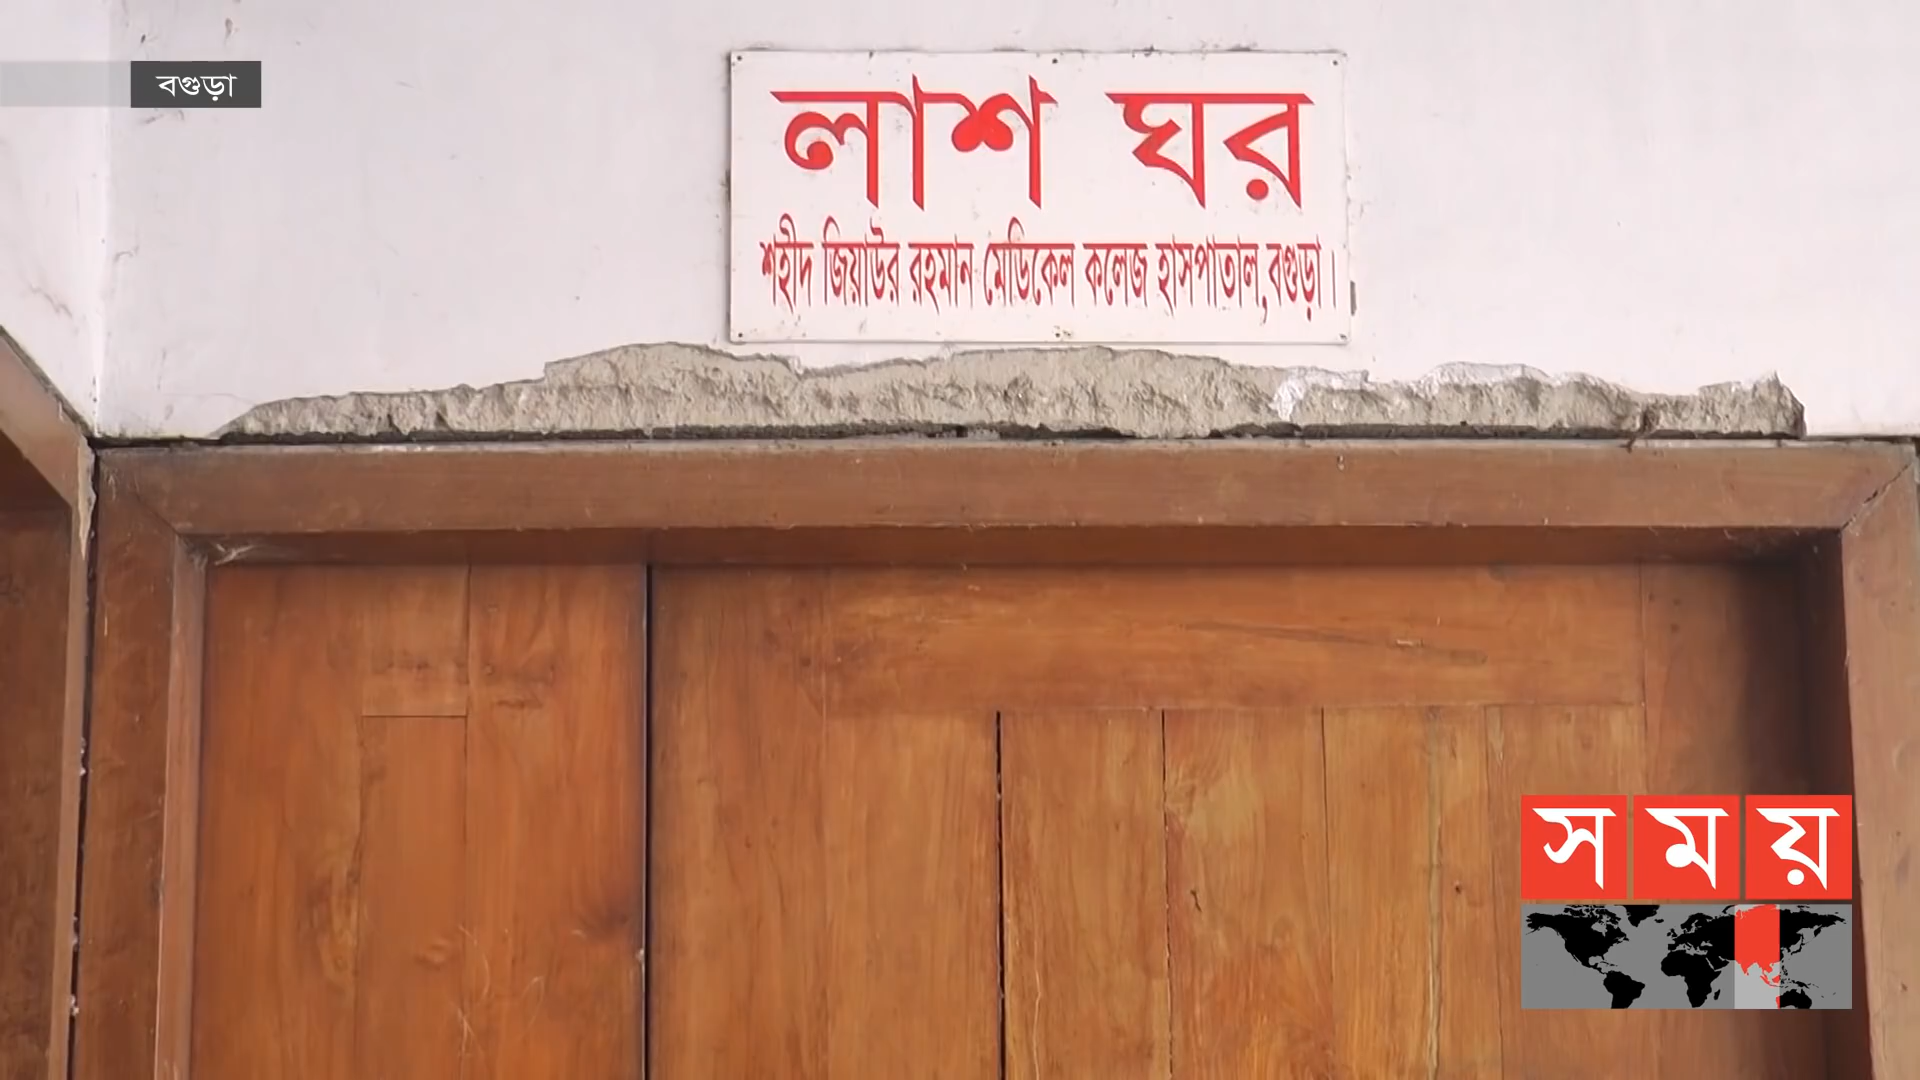 বগুড়া
লাশ ঘর
শহীদ জিয়াউর রহমান মেডিকেল কলেজ হাসপাতাল, বগুড়া।
সময়